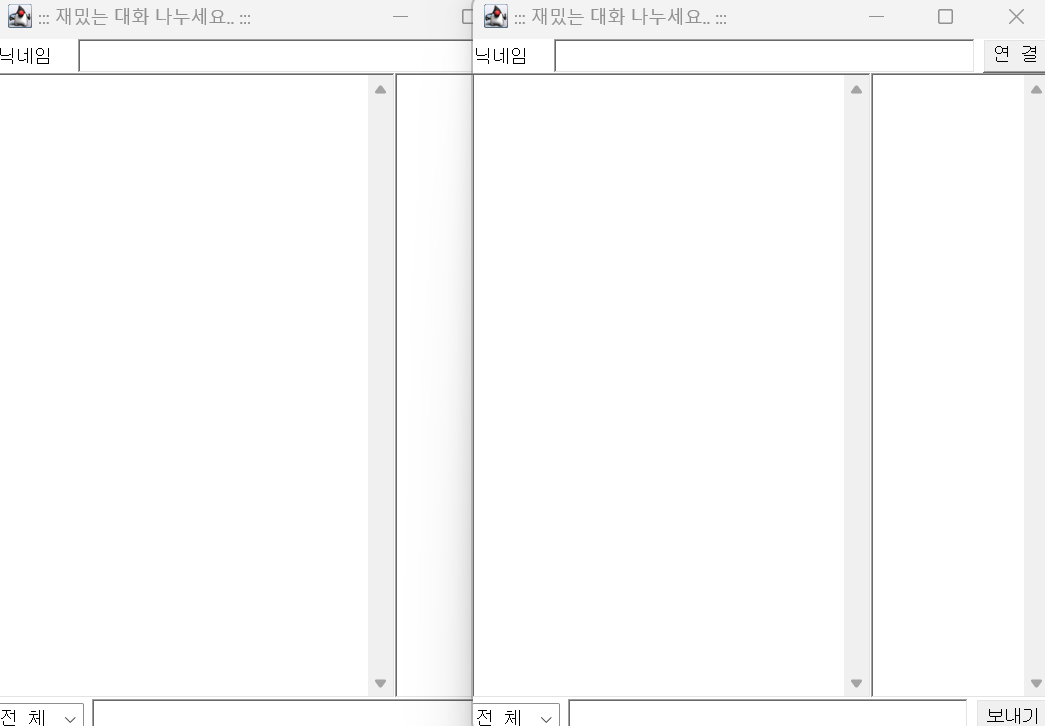 ::: 재밌는 대화 나누세요.. :::
닉네임
전 체
::: 재밌는 대화 나누세요.. :::
닉네임
연 결
전 체
보내기